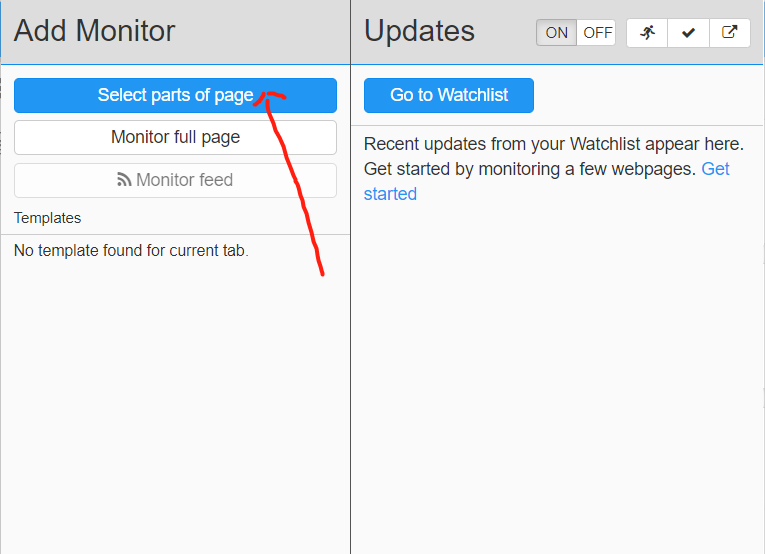 Add Monitor
Select parts of page
Monitor full page
Monitor feed
Templates
No template found for current tab.
Updates
ON OFF
Go to Watchlist
Recent updates from your Watchlist appear here.
Get started by monitoring a few webpages. Get
started